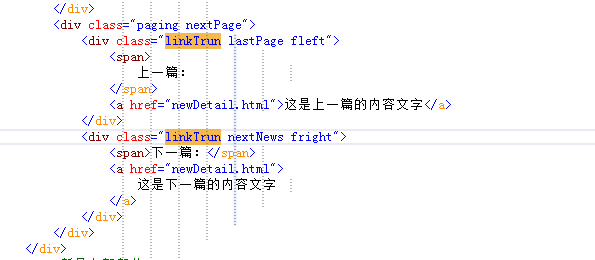 </div>
<div class="paging nextPage">
<div class="linkTrun lastPage fleft">
<span>
上一篇：
</span>
<a href="newDetail.html">这是上一篇的内容文字</a>
</div>
<div class="linkTrun nextNews fright">
<span>下一篇：</span>
<a href="newDetail.html">
这是下一篇的内容文字
</a>
</div>
</div>
</div>